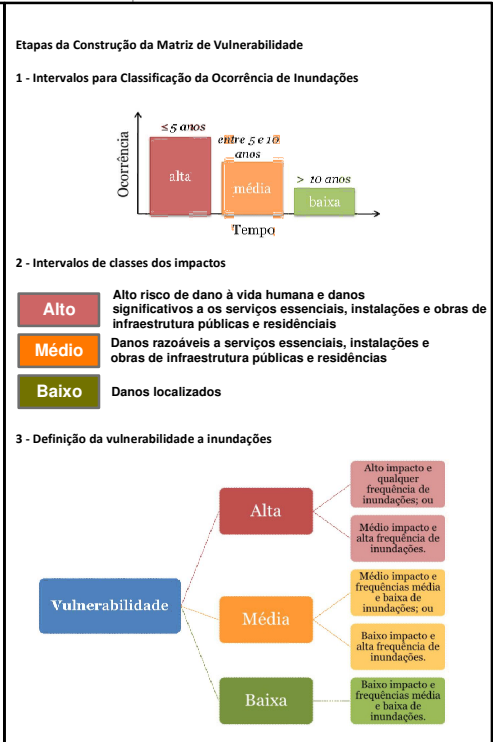 Etapas da Construção da Matriz de Vulnerabilidade
1 - Intervalos para Classificação da Ocorrência de Inundações
Ocorrência
≤ 5 anos
alta
entre 5 e 10
anos
média
> 10 anos
baixa
Tempo
2 - Intervalos de classes dos impactos
Alto
Alto risco de dano à vida humana e danos
significativos a os serviços essenciais, instalações e obras de
infraestrutura públicas e residênciais
Médio
Danos razoáveis a serviços essenciais, instalações e
obras de infraestrutura públicas e residências
Baixo
Danos localizados
3 - Definição da vulnerabilidade a inundações
Vulnerabilidade
Alta
Alto impacto e
qualquer
frequência de
inundações; ou
Médio impacto e
alta frequência de
inundações.
Média
Médio impacto e
frequências média
e baixa de
inundações; ou
Baixo impacto e
alta frequência de
inundações.
Baixa
Baixo impacto e
frequências média
e baixa de
inundações.